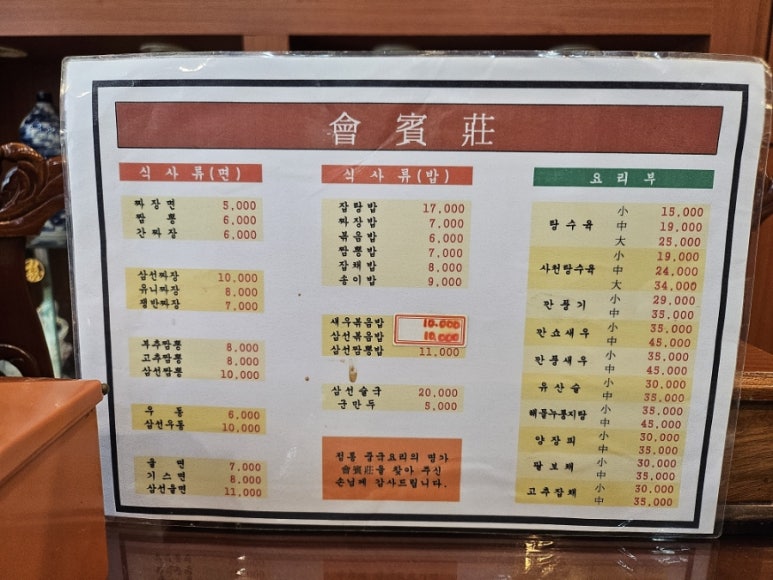 會賓莊
식사류(면)
짜장면 5,000
짬뽕 6,000
간짜장 6,000
삼선짜장 10,000
유니짜장 8,000
쟁반짜장 7,000
부추짬뽕 8,000
고추짬뽕 8,000
삼선짬뽕 10,000
우동 6,000
삼선우동 10,000
울면 7,000
기스면 8,000
삼선울면 11,000
식사류(밥)
잡탕밥 17,000
짜장밥 7,000
볶음밥 6,000
짬뽕밥 7,000
잡채밥 8,000
송이밥 9,000
새우볶음밥 10,000
삼선볶음밥 10,000
삼선짬뽕밥 11,000
삼선술국 20,000
군만두 5,000
정통 중국요리의 명가
會賓莊을 찾아 주신
손님께 감사드립니다.
요리부
탕수육 小 15,000
中 19,000
大 25,000
사천탕수육 小 19,000
中 24,000
大 34,000
깐풍기 小 29,000
中 35,000
깐쇼새우 小 35,000
中 45,000
깐풍새우 小 35,000
中 45,000
유산슬 小 30,000
中 35,000
해물누룽지탕 小 35,000
中 45,000
양장피 小 30,000
中 35,000
팔보채 小 30,000
中 35,000
고추잡채 小 30,000
中 35,000